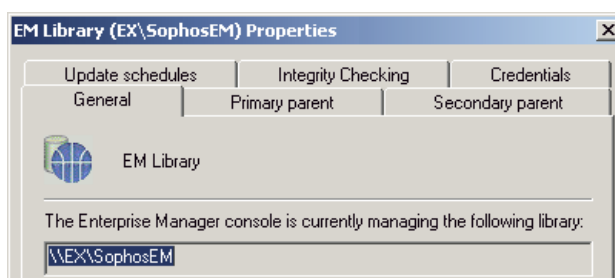 EM Library (EX\SophosEM) Properties
Update schedules Integrity Checking Credentials
General Primary parent Secondary parent
EM Library
The Enterprise Manager console is currently managing the following library:
\\EX\SophosEM